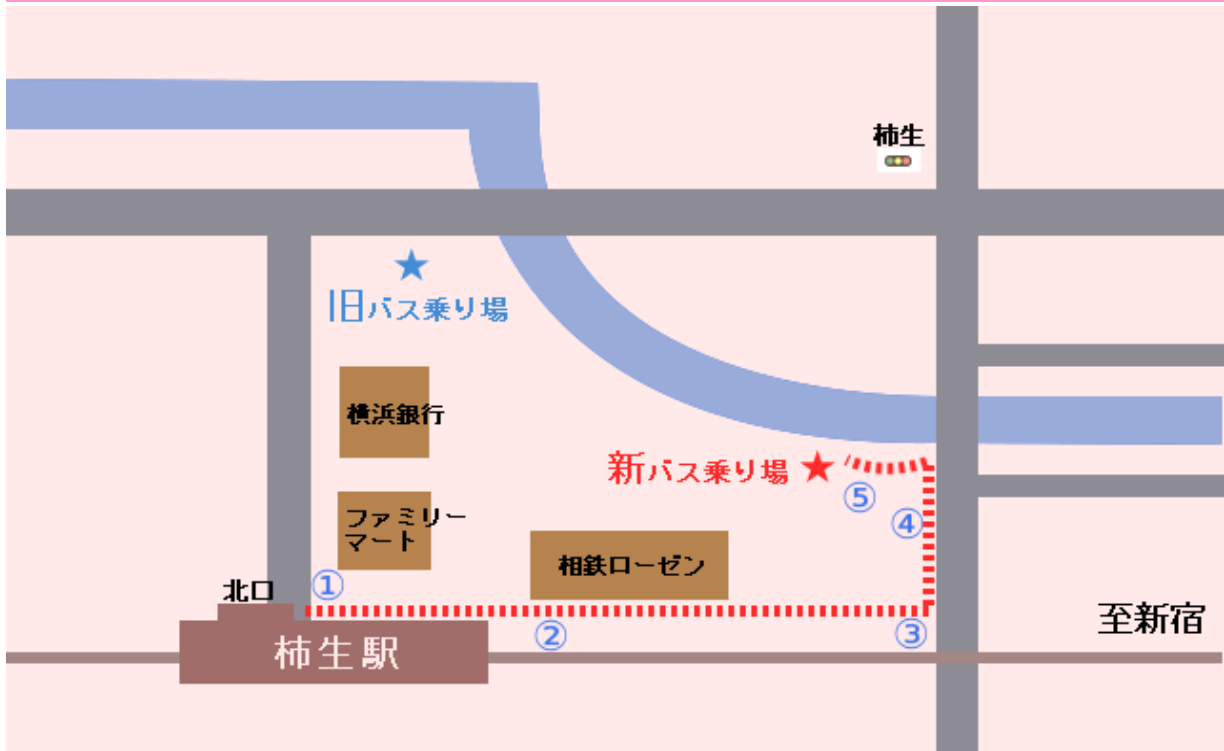 柿生
旧バス乗り場
横浜銀行
新バス乗り場
⑤
④
ファミリー
マート
相鉄ローゼン
北口
①
②
③
至新宿
柿生駅